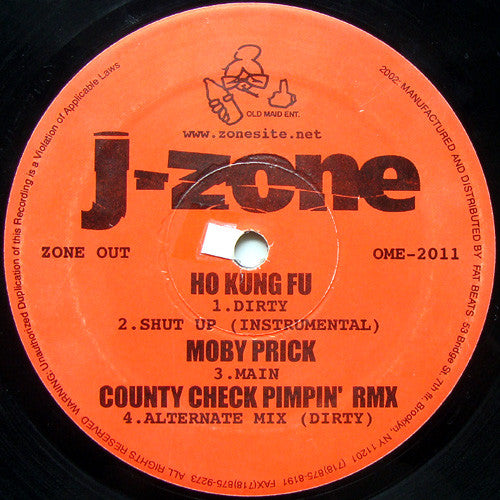 OLD MAID ENT.
www.zonesite.net
j-zone
ZONE OUT
OME-2011
HO KUNG FU
1.DIRTY
2.SHUT UP (INSTRUMENTAL)
MOBY PRICK
3.MAIN
COUNTY CHECK PIMPIN' RMX
4.ALTERNATE MIX (DIRTY)
2002· MANUFACTURED AND DISTRIBUTED BY FAT BEATS · 53 Bridge St. 7th flr. Brooklyn, NY 11201 (718)875-8191 FAX(718)875-9273
ALL RIGHTS RESERVED WARNING: Unauthorized Duplication of this Recording is a Violation of Applicable Laws